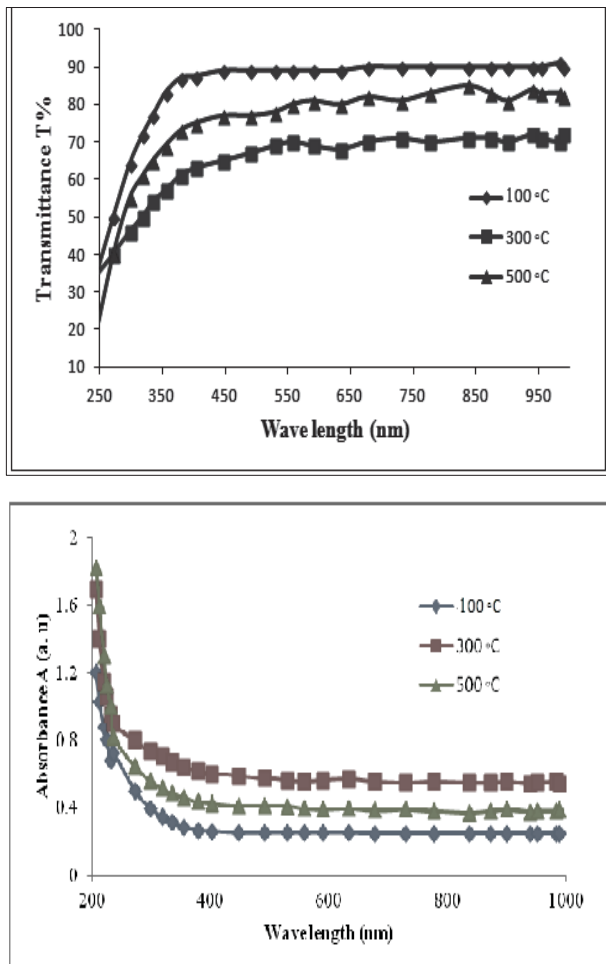 100
90
80
70
60
50
40
30
20
10
Transmittance T%
250 350 450 550 650 750 850 950
Wave length (nm)
100 ◦C
300 ◦C
500 ◦C
2
1.6
1.2
0.8
0.4
0
Absorbance A (a. u)
200 400 600 800 1000
Wavelength (nm)
100 ◦C
300 ◦C
500 ◦C